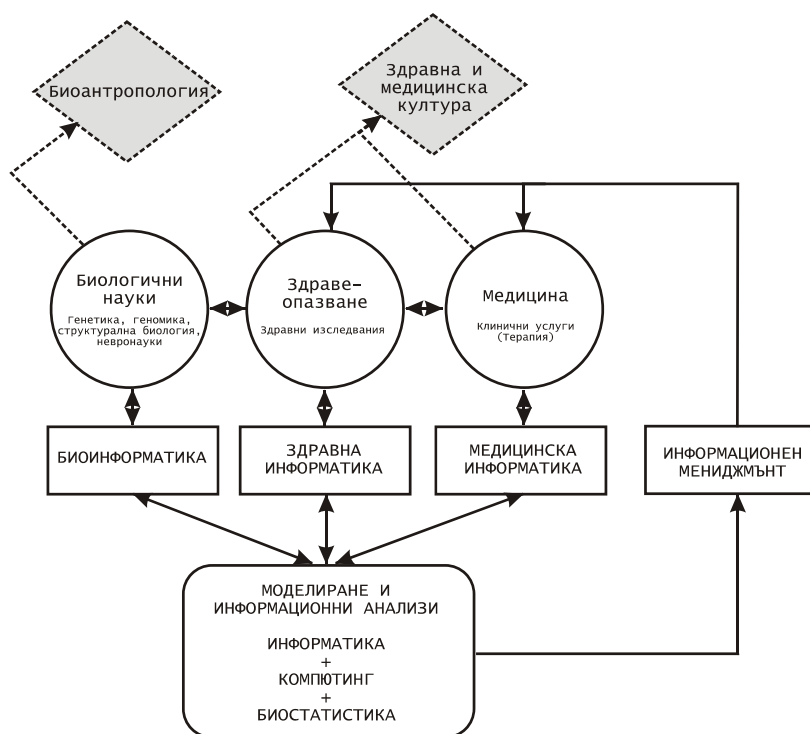 Биоантропология
Здравна и
медицинска
култура
Биологични
науки
Генетика, геномика,
структурална биология,
невронауки
Здраве-
опазване
Здравни изследвания
Медицина
Клинични услуги
(Терапия)
БИОИНФОРМАТИКА
ЗДРАВНА
ИНФОРМАТИКА
МЕДИЦИНСКА
ИНФОРМАТИКА
ИНФОРМАЦИОНЕН
МЕНИДЖМЪНТ
МОДЕЛИРАНЕ И
ИНФОРМАЦИОННИ АНАЛИЗИ
ИНФОРМАТИКА
+
КОМПЮТИНГ
+
БИОСТАТИСТИКА